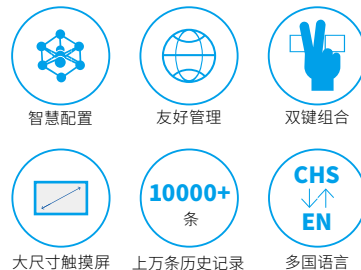 智慧配置
友好管理
双键组合
10000+
条
CHS
EN
大尺寸触摸屏
上万条历史记录
多国语言